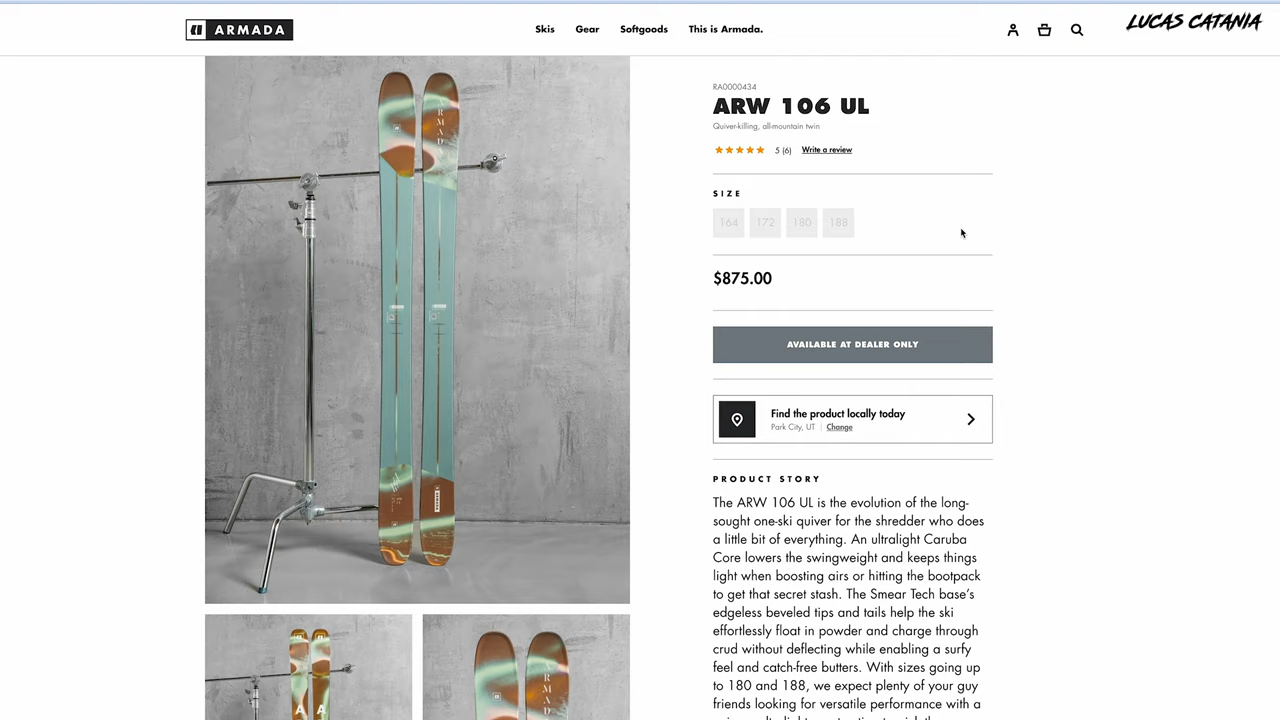 ARMADA
Skis
Gear
Softgoods
This is Armada.
LUCAS CATANIA
RA0000434
ARW 106 UL
Quiver-killing, all-mountain twin
5 (6)
Write a review
SIZE
164
172
180
188
$875.00
AVAILABLE AT DEALER ONLY
Find the product locally today
Park City, UT | Change
PRODUCT STORY
The ARW 106 UL is the evolution of the long-
sought one-ski quiver for the shredder who does
a little bit of everything. An ultralight Caruba
Core lowers the swingweight and keeps things
light when boosting airs or hitting the bootpack
to get that secret stash. The Smear Tech base's
edgeless beveled tips and tails help the ski
effortlessly float in powder and charge through
crud without deflecting while enabling a surfy
feel and catch-free butters. With sizes going up
to 180 and 188, we expect plenty of your guy
friends looking for versatile performance with a
ARMADA
ARMADA
ARMAD